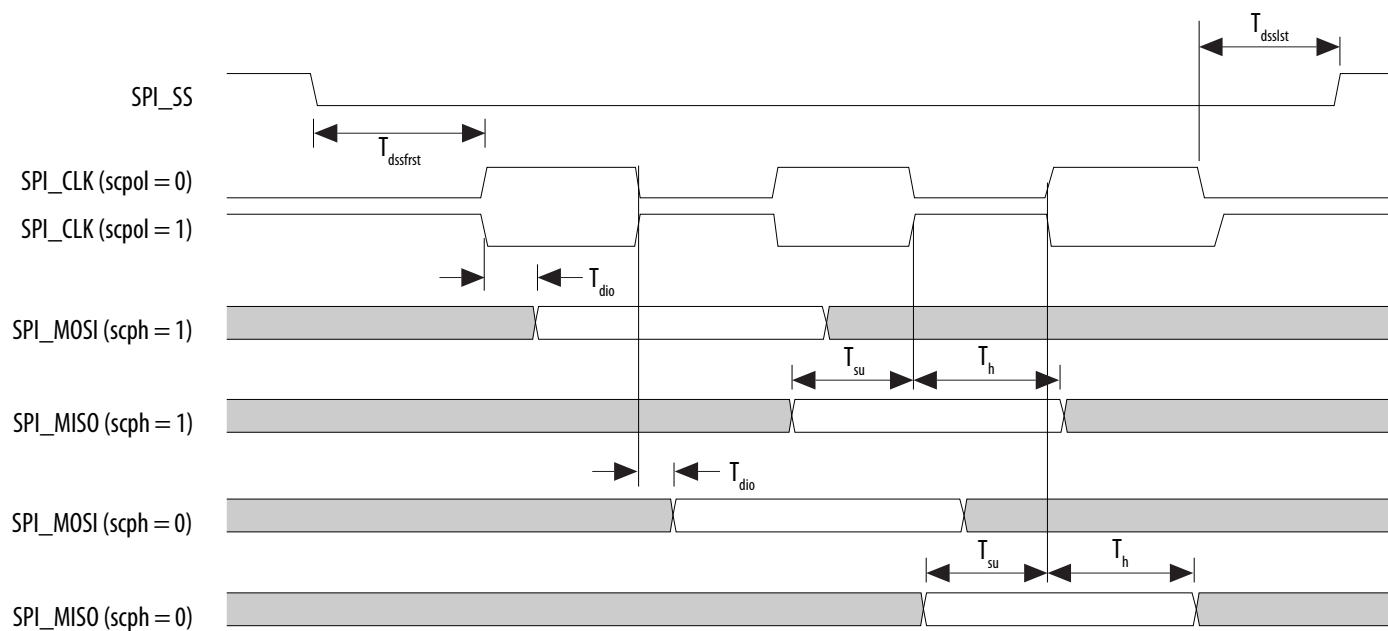 T_dsslst
SPI_SS
T_dssfrst
SPI_CLK (scpol = 0)
SPI_CLK (scpol = 1)
T_dio
SPI_MOSI (scph = 1)
T_su
T_h
SPI_MISO (scph = 1)
T_dio
SPI_MOSI (scph = 0)
T_su
T_h
SPI_MISO (scph = 0)